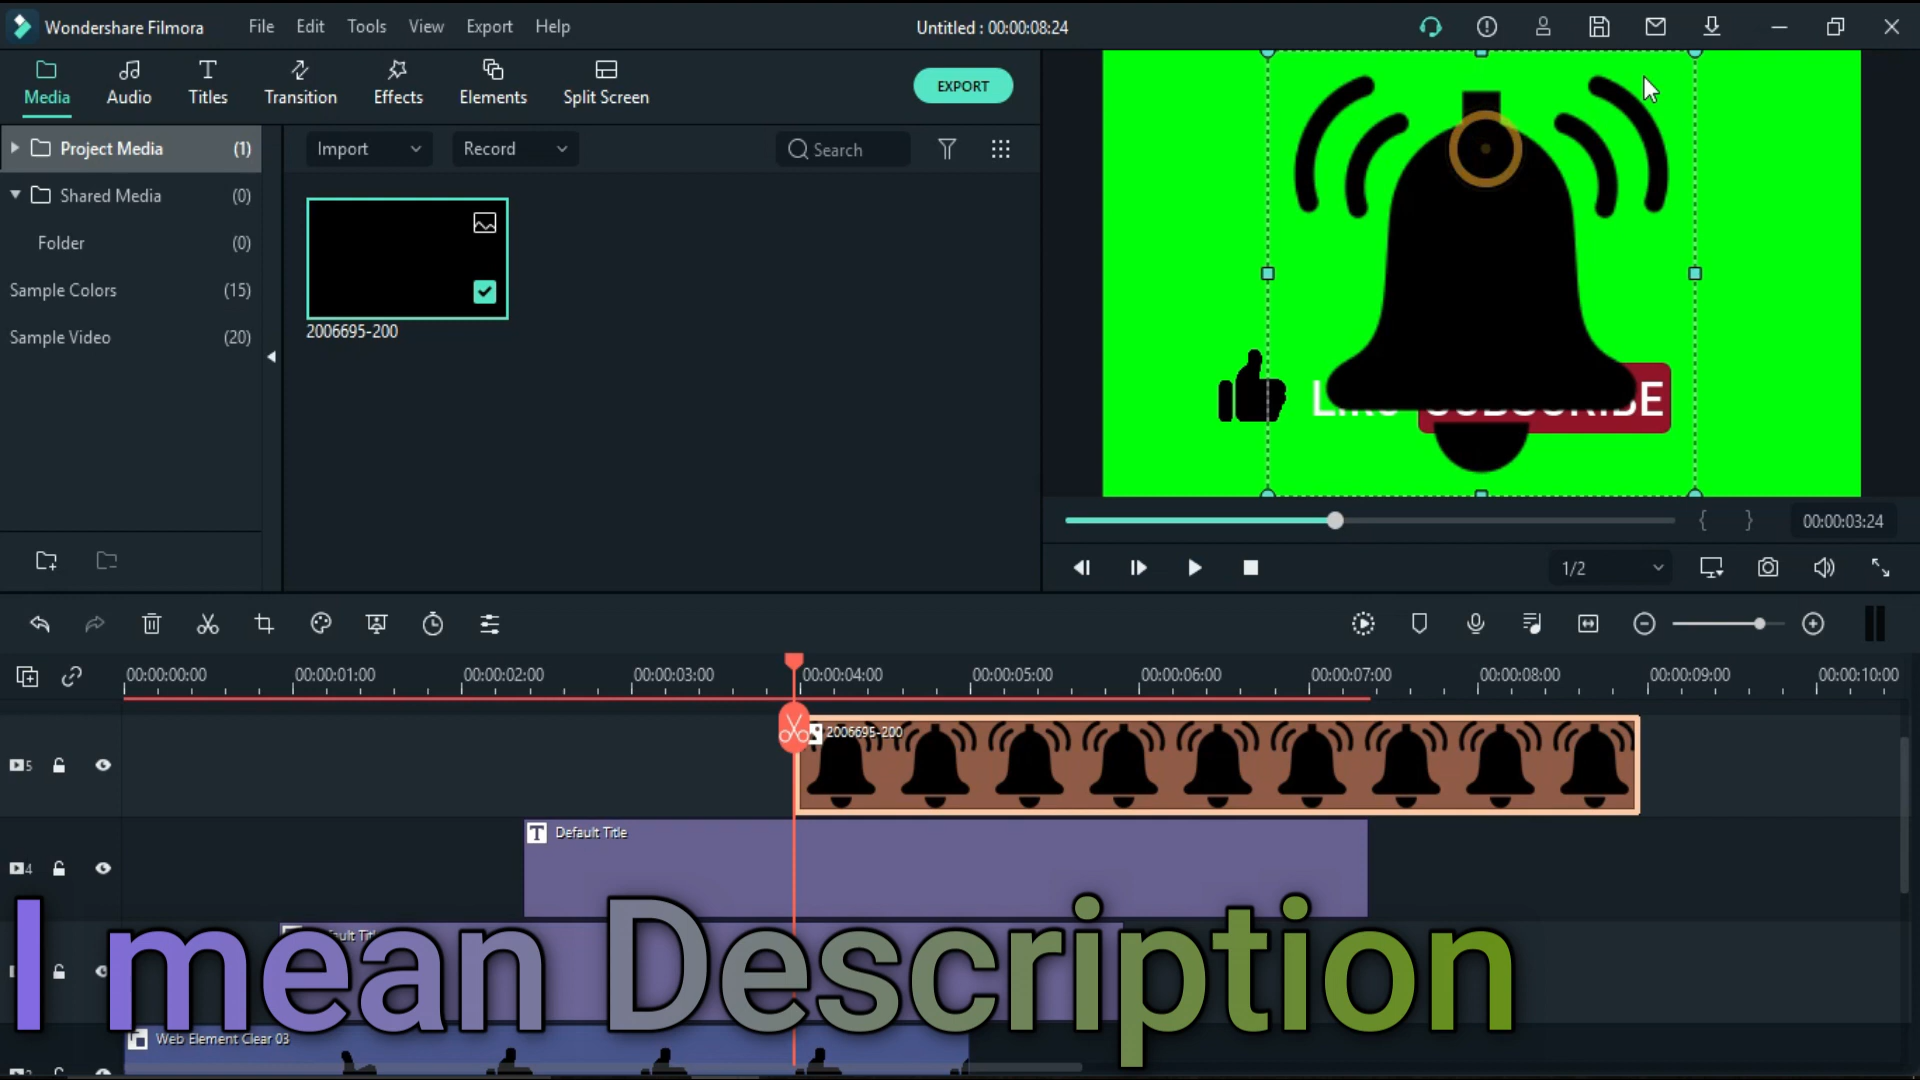 Wondershare Filmora File Edit Tools View Export Help Untitled : 00:00:08:24
Media Audio Titles Transition Effects Elements Split Screen EXPORT
Project Media (1) Import Record Search
Shared Media (0)
Folder (0)
Sample Colors (15)
Sample Video (20)
2006695-200
SUBSCRIBE
00:00:03:24
1/2
00:00:00:00 00:00:01:00 00:00:02:00 00:00:03:00 00:00:04:00 00:00:05:00 00:00:06:00 00:00:07:00 00:00:08:00 00:00:09:00 00:00:10:00
5 2006695-200
4 T Default Title
I mean Description
Web Element Clear 03